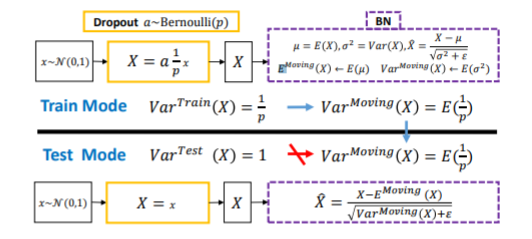 Dropout a~Bernoulli(p)
BN
x~𝒩(0,1)
X = a 1/p x
X
μ = E(X), σ² = Var(X), X̂ = (X − μ)/√(σ² + ε)
E^Moving(X) ← E(μ) Var^Moving(X) ← E(σ²)
Train Mode Var^Train(X) = 1/p → Var^Moving(X) = E(1/p)
Test Mode Var^Test (X) = 1 Var^Moving(X) = E(1/p)
x~𝒩(0,1)
X = x
X
X̂ = (X−E^Moving (X))/√(Var^Moving(X)+ε)